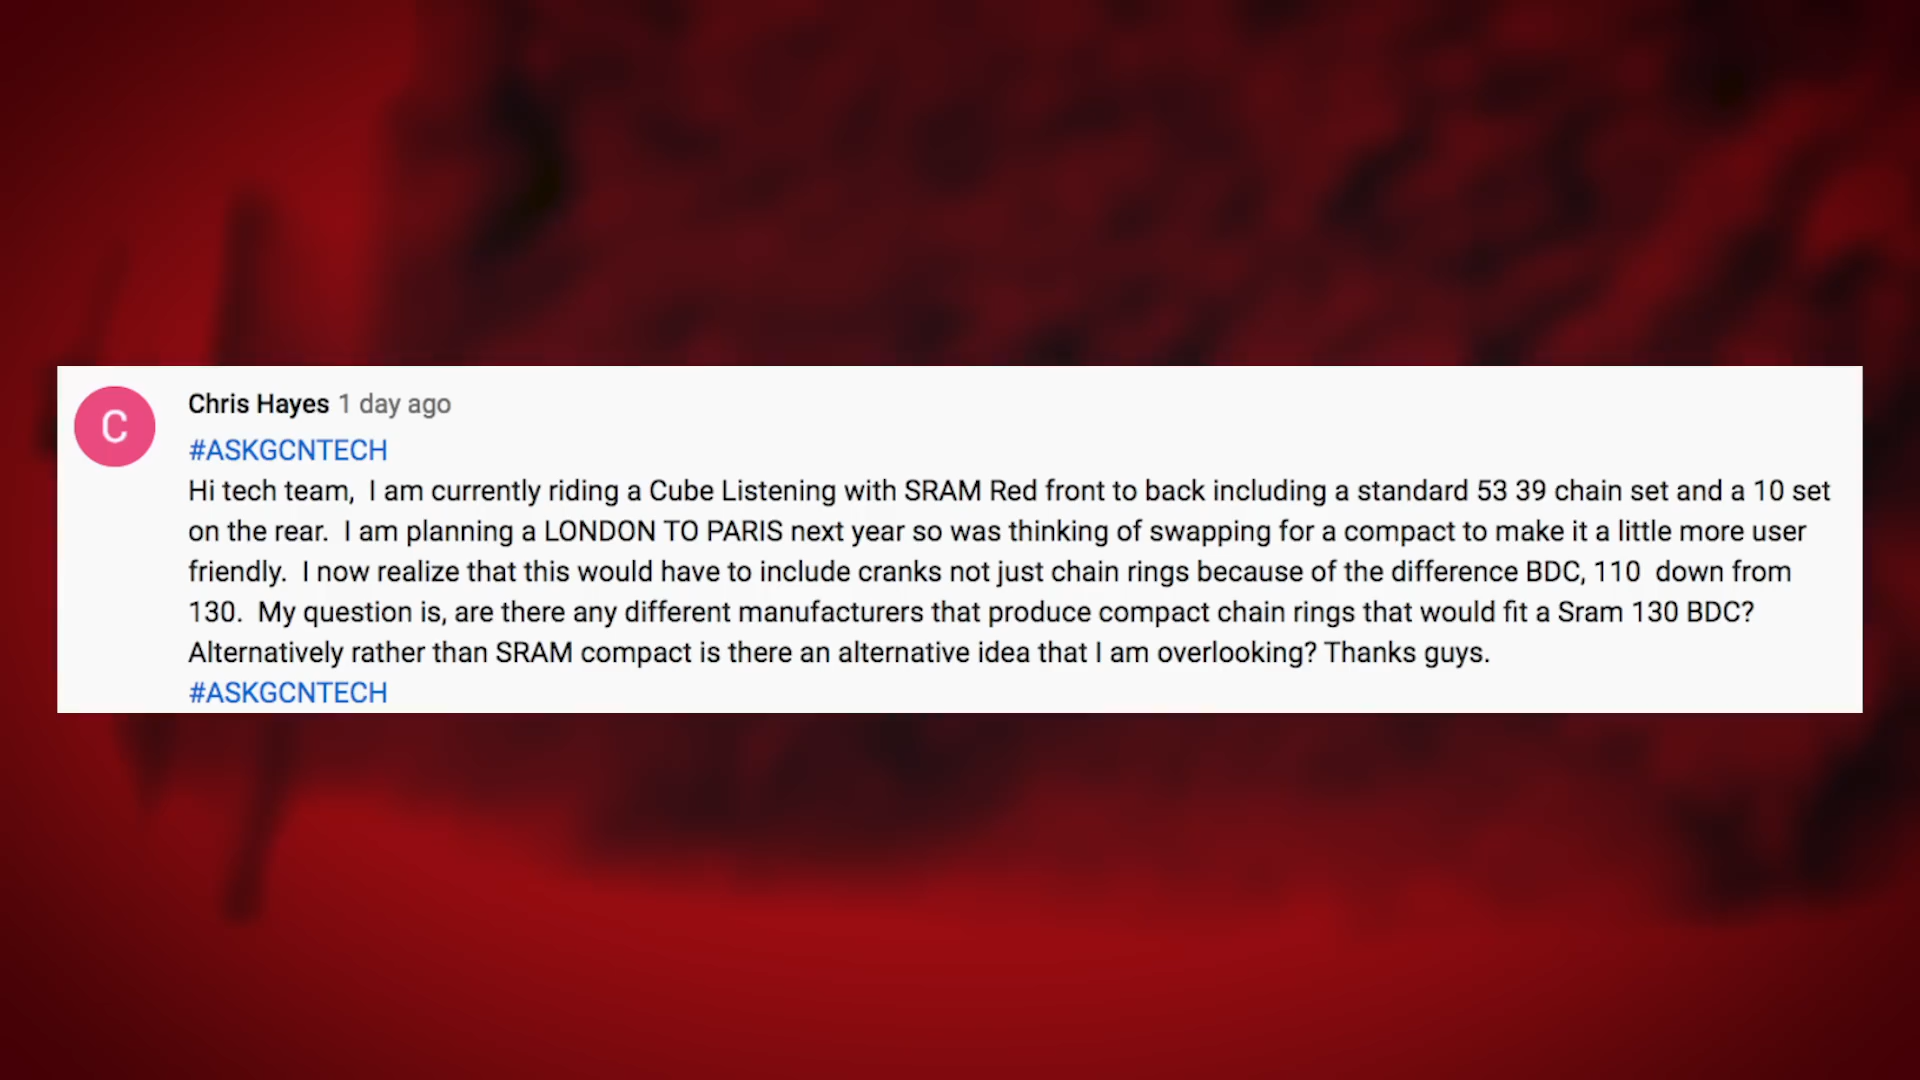 C
Chris Hayes 1 day ago
#ASKGCNTECH
Hi tech team,  I am currently riding a Cube Listening with SRAM Red front to back including a standard 53 39 chain set and a 10 set
on the rear.  I am planning a LONDON TO PARIS next year so was thinking of swapping for a compact to make it a little more user
friendly.  I now realize that this would have to include cranks not just chain rings because of the difference BDC, 110  down from
130.  My question is, are there any different manufacturers that produce compact chain rings that would fit a Sram 130 BDC?
Alternatively rather than SRAM compact is there an alternative idea that I am overlooking? Thanks guys.
#ASKGCNTECH